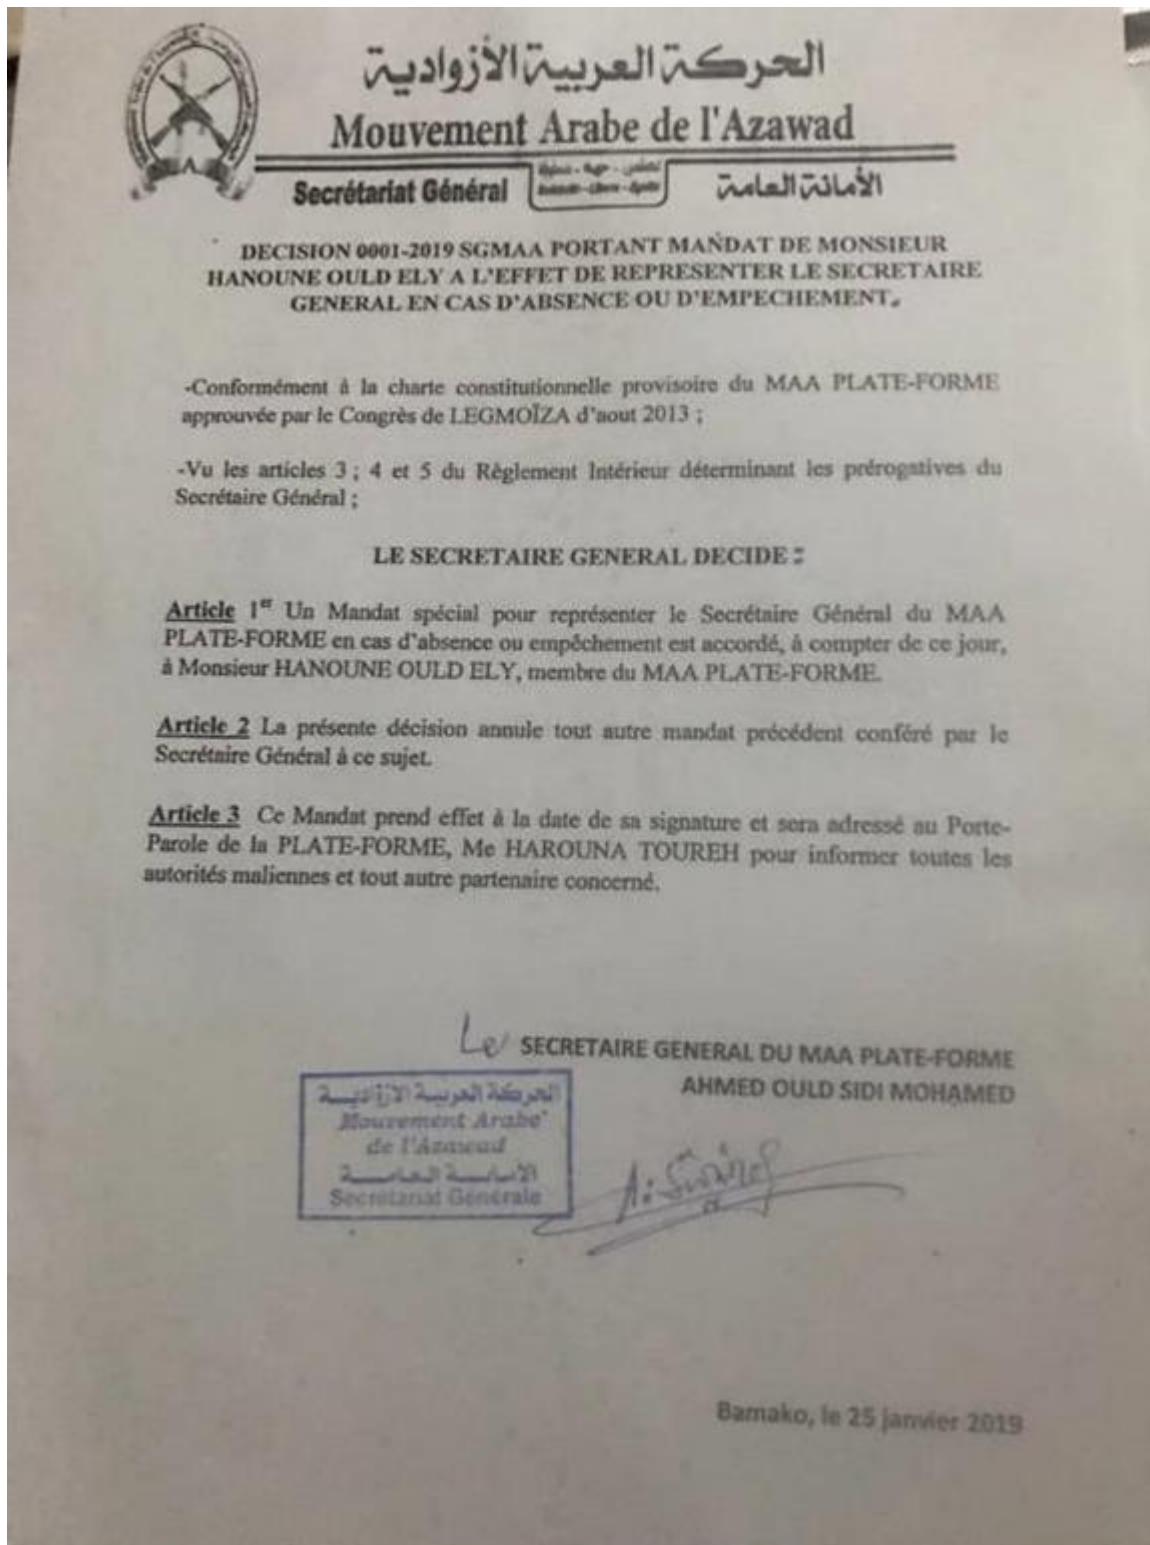 الحركة العربية الأزوادية
Mouvement Arabe de l'Azawad
Secrétariat Général
الأمانة العامة
DECISION 0001-2019 SGMAA PORTANT MANDAT DE MONSIEUR
HANOUNE OULD ELY A L'EFFET DE REPRESENTER LE SECRETAIRE
GENERAL EN CAS D'ABSENCE OU D'EMPECHEMENT.
-Conformément à la charte constitutionnelle provisoire du MAA PLATE-FORME
approuvée par le Congrès de LEGMOÏZA d'aout 2013 ;
-Vu les articles 3 ; 4 et 5 du Règlement Intérieur déterminant les prérogatives du
Secrétaire Général ;
LE SECRETAIRE GENERAL DECIDE :
Article 1er Un Mandat spécial pour représenter le Secrétaire Général du MAA
PLATE-FORME en cas d'absence ou empêchement est accordé, à compter de ce jour,
à Monsieur HANOUNE OULD ELY, membre du MAA PLATE-FORME.
Article 2 La présente décision annule tout autre mandat précédent conféré par le
Secrétaire Général à ce sujet.
Article 3 Ce Mandat prend effet à la date de sa signature et sera adressé au Porte-
Parole de la PLATE-FORME, Me HAROUNA TOUREH pour informer toutes les
autorités maliennes et tout autre partenaire concerné.
Le SECRETAIRE GENERAL DU MAA PLATE-FORME
AHMED OULD SIDI MOHAMED
الحركة العربية الازوادية
Mouvement Arabe
de l'Azawad
الأمانة العامة
Secrétariat Générale
Bamako, le 25 janvier 2019